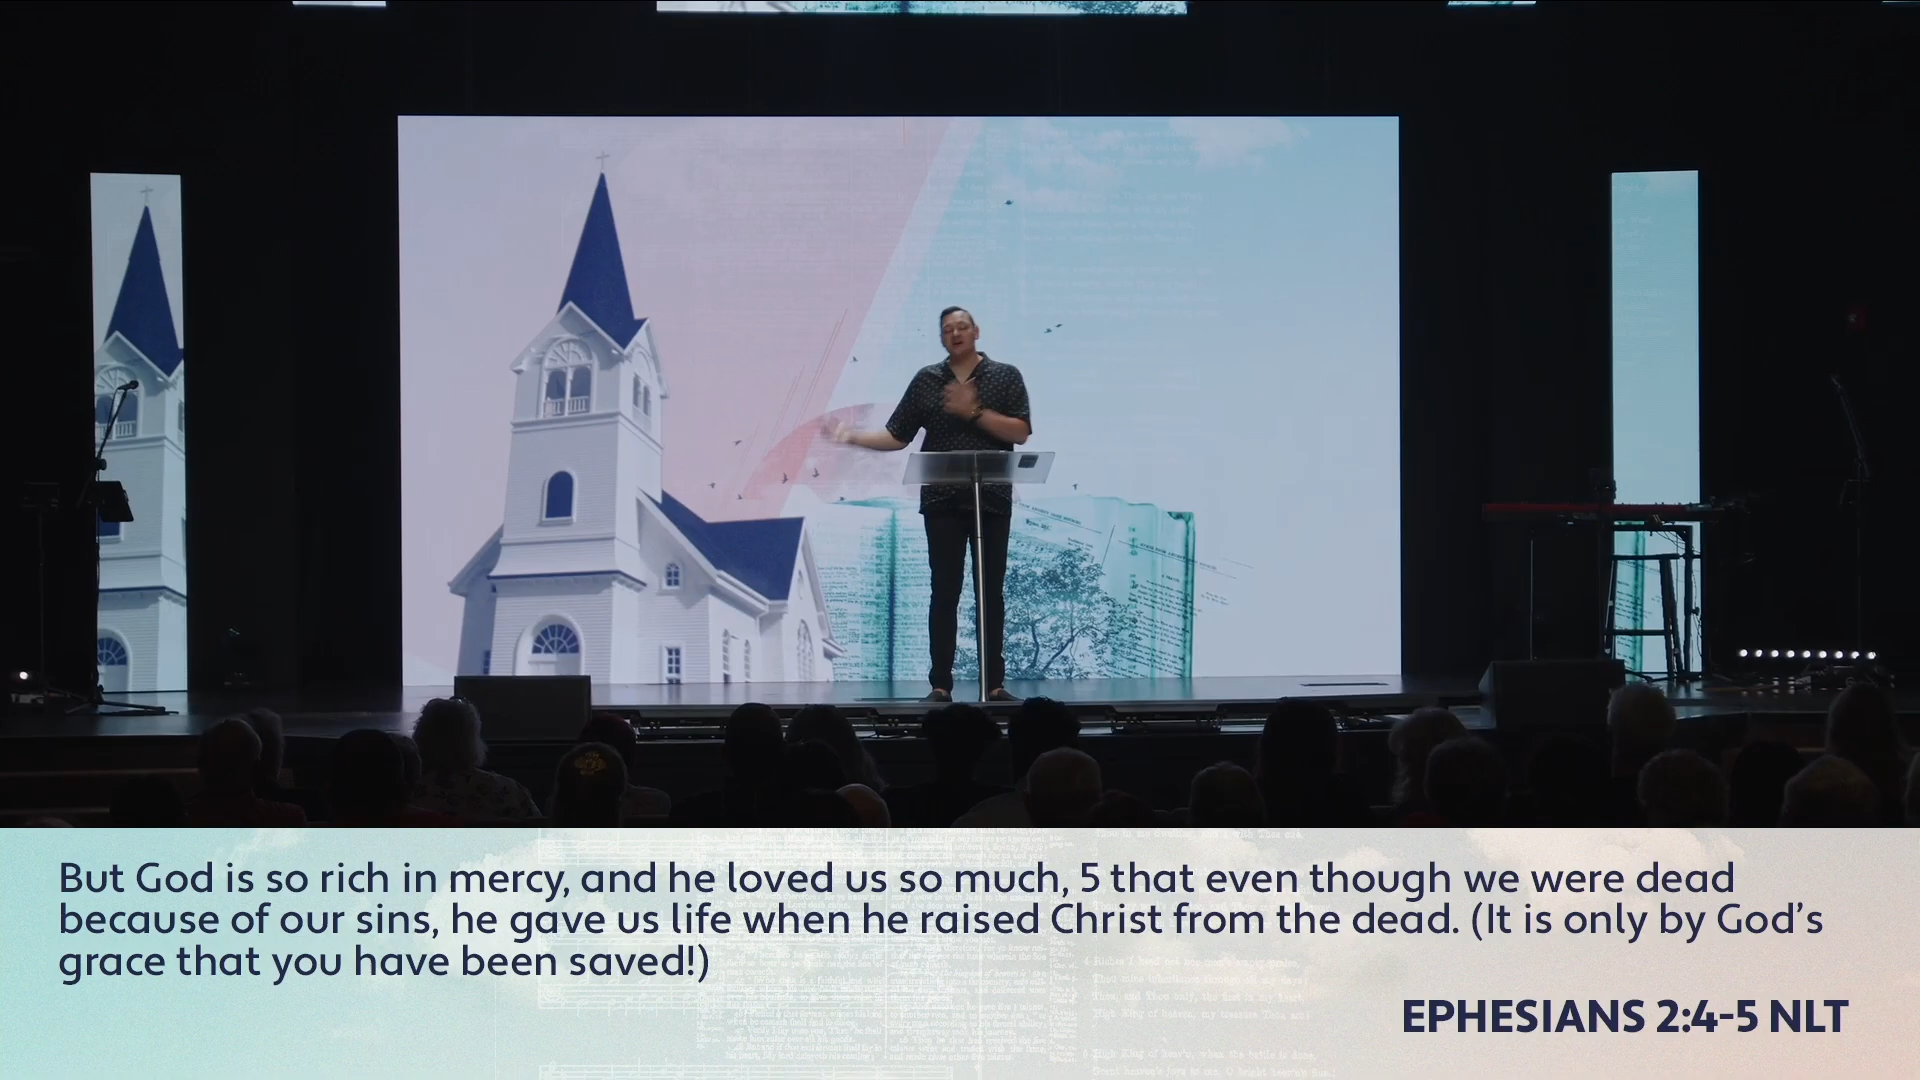 But God is so rich in mercy, and he loved us so much, 5 that even though we were dead
because of our sins, he gave us life when he raised Christ from the dead. (It is only by God’s
grace that you have been saved!)
EPHESIANS 2:4-5 NLT